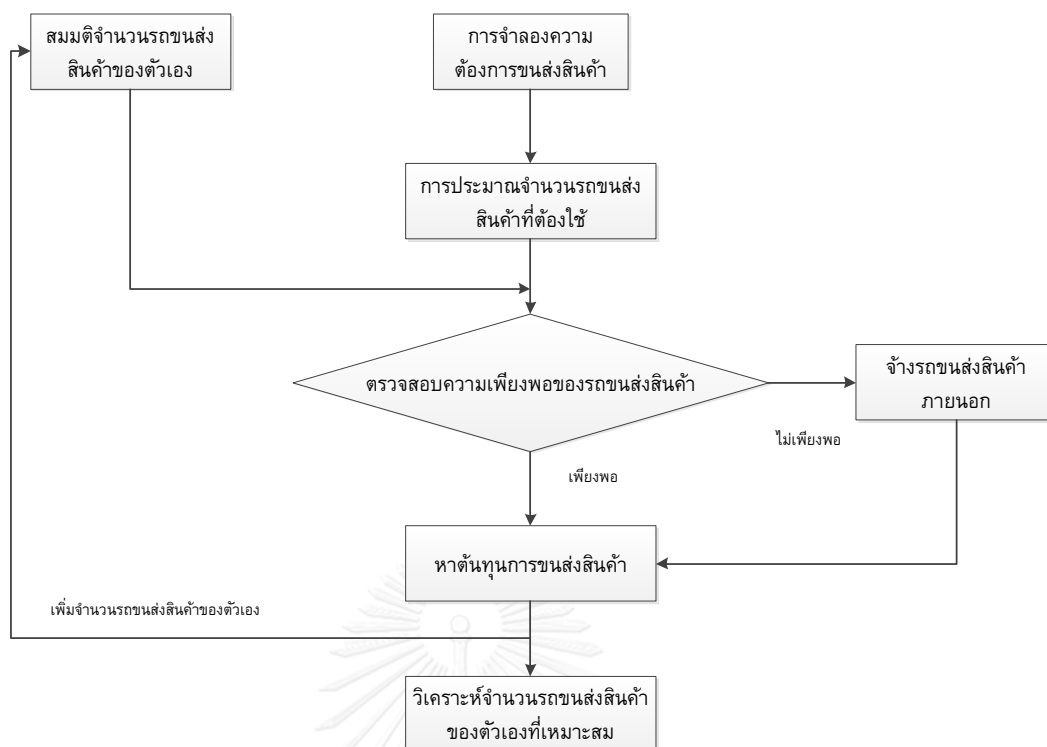 สมมติจำนวนรถขนส่ง
สินค้าของตัวเอง
การจำลองความ
ต้องการขนส่งสินค้า
การประมาณจำนวนรถขนส่ง
สินค้าที่ต้องใช้
ตรวจสอบความเพียงพอของรถขนส่งสินค้า
จ้างรถขนส่งสินค้า
ภายนอก
ไม่เพียงพอ
เพียงพอ
หาต้นทุนการขนส่งสินค้า
เพิ่มจำนวนรถขนส่งสินค้าของตัวเอง
วิเคราะห์จำนวนรถขนส่งสินค้า
ของตัวเองที่เหมาะสม